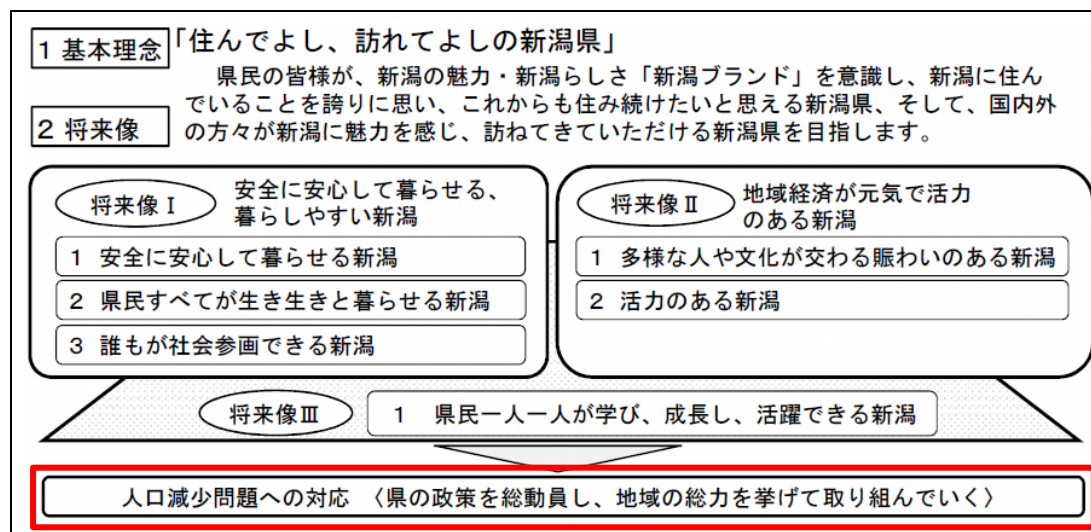 1 基本理念
「住んでよし、訪れてよしの新潟県」
県民の皆様が、新潟の魅力・新潟らしさ「新潟ブランド」を意識し、新潟に住ん
でいることを誇りに思い、これからも住み続けたいと思える新潟県、そして、国内外
の方々が新潟に魅力を感じ、訪ねてきていただける新潟県を目指します。
2 将来像
将来像Ⅰ
安全に安心して暮らせる、
暮らしやすい新潟
1 安全に安心して暮らせる新潟
2 県民すべてが生き生きと暮らせる新潟
3 誰もが社会参画できる新潟
将来像Ⅱ
地域経済が元気で活力
のある新潟
1 多様な人や文化が交わる賑わいのある新潟
2 活力のある新潟
将来像Ⅲ
1 県民一人一人が学び、成長し、活躍できる新潟
人口減少問題への対応 〈県の政策を総動員し、地域の総力を挙げて取り組んでいく〉